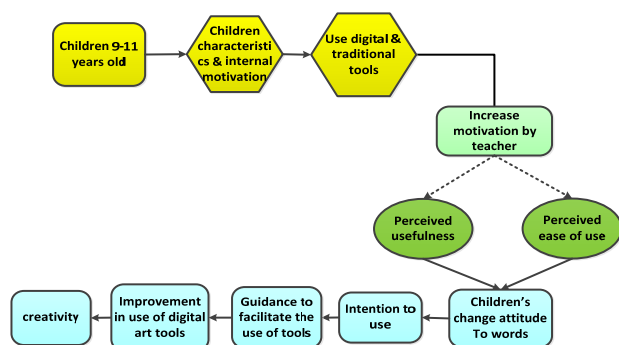 Children 9-11
years old
Children
characteristi
cs & internal
motivation
Use digital &
traditional
tools
Increase
motivation by
teacher
Perceived
usefulness
Perceived
ease of use
Children's
change attitude
To words
Intention to
use
Guidance to
facilitate the
use of tools
Improvement
in use of digital
art tools
creativity